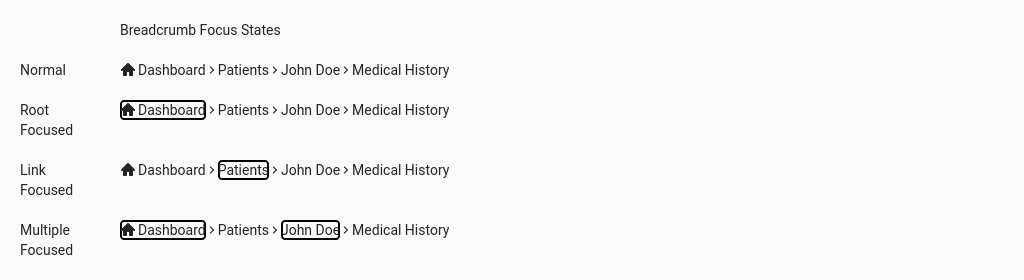 Breadcrumb Focus States
Normal
Dashboard > Patients > John Doe > Medical History
Root
Focused
Dashboard > Patients > John Doe > Medical History
Link
Focused
Dashboard > Patients > John Doe > Medical History
Multiple
Focused
Dashboard > Patients > John Doe > Medical History